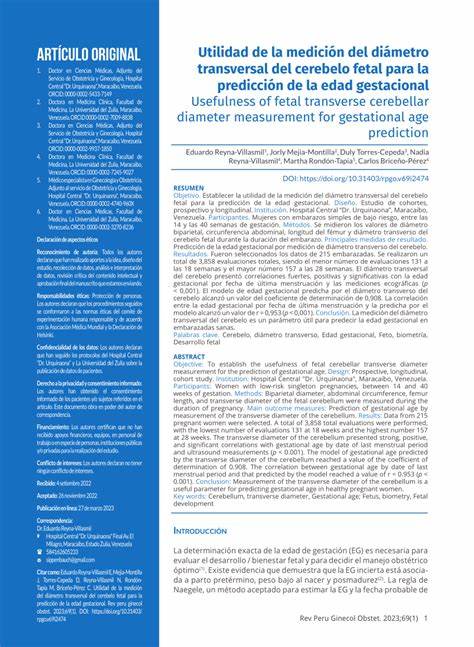 ARTÍCULO ORIGINAL
1. Doctor en Ciencias Médicas, Adjunto del
Servicio de Obstetricia y Ginecología, Hospital
Central "Dr. Urquinaona", Maracaibo, Venezuela.
ORCID: 0000-0002-5433-7149
2. Doctora en Medicina Clínica, Facultad de
Medicina, La Universidad del Zulia, Maracaibo,
Venezuela. ORCID: 0000-0002-7009-8838
3. Doctora en Ciencias Médicas, Adjunto del
Servicio de Obstetricia y Ginecología, Hospital
Central "Dr. Urquinaona", Maracaibo, Venezuela.
ORCID: 0000-0002-9937-1850
4. Doctora en Medicina Clínica, Facultad de
Medicina, La Universidad del Zulia, Maracaibo,
Venezuela. ORCID: 0000-0002-7245-9027
5. Médico especialista en Ginecología y Obstetricia,
Adjunto al servicio de Obstetricia y Ginecología,
Hospital Central "Dr. Urquinaona", Maracaibo,
Venezuela. ORCID: 0000-0002-4740-960X
6. Doctor en Ciencias Médicas, Facultad de
Medicina, La Universidad del Zulia, Maracaibo,
Venezuela. ORCID: 0000-0002-3270-8236
Declaración de aspectos éticos
Reconocimiento de autoría: Todos los autores
declaran que han realizado aportes a la idea, diseño del
estudio, recolección de datos, análisis e interpretación
de datos, revisión crítica del contenido intelectual y
aprobación final del manuscrito que estamos enviando.
Responsabilidades éticas: Protección de personas.
Los autores declaran que los procedimientos seguidos
se conformaron a las normas éticas del comité de
experimentación humana responsable y de acuerdo
con la Asociación Médica Mundial y la Declaración de
Helsinki.
Confidencialidad de los datos: Los autores declaran
que han seguido los protocolos del Hospital Central
"Dr. Urquinaona" y La Universidad del Zulia sobre la
publicación de datos de pacientes.
Derecho a la privacidad y consentimiento informado:
Los autores han obtenido el consentimiento
informado de los pacientes y/o sujetos referidos en el
artículo. Este documento obra en poder del autor de
correspondencia.
Financiamiento: Los autores certifican que no han
recibido apoyos financieros, equipos, en personal de
trabajo o en especie de personas, instituciones públicas
y/o privadas para la realización del estudio.
Conflicto de intereses: Los autores declaran no tener
ningún conflicto de intereses.
Recibido: 4 setiembre 2022
Aceptado: 26 noviembre 2022
Publicación en línea: 27 de marzo 2023
Correspondencia:
Dr. Eduardo Reyna-Villasmil
Hospital Central "Dr. Urquinaona" Final Av. El
Milagro, Maracaibo, Estado Zulia, Venezuela
584162605233
sippenbauch@gmail.com
Citar como: Eduardo Reyna-Villasmil E, Mejia-Montilla
J, Torres-Cepeda D, Reyna-Villasmil N, Rondón-
Tapia M, Briceño-Pérez C. Utilidad de la medición
del diámetro transversal del cerebelo fetal para la
predicción de la edad gestacional. Rev peru ginecol
obstet. 2023;69(1). DOI: https://doi.org/10.31403/
rpgo.v69i2474
Utilidad de la medición del diámetro
transversal del cerebelo fetal para la
predicción de la edad gestacional
Usefulness of fetal transverse cerebellar
diameter measurement for gestational age
prediction
Eduardo Reyna-Villasmil1, Jorly Mejia-Montilla2, Duly Torres-Cepeda3, Nadia
Reyna-Villasmil4, Martha Rondón-Tapia5, Carlos Briceño-Pérez6
DOI: https://doi.org/10.31403/rpgo.v69i2474
RESUMEN
Objetivo. Establecer la utilidad de la medición del diámetro transversal del cerebelo
fetal para la predicción de la edad gestacional. Diseño. Estudio de cohortes,
prospectivo y longitudinal. Institución. Hospital Central "Dr. Urquinaona", Maracaibo,
Venezuela. Participantes. Mujeres con embarazos simples de bajo riesgo, entre las
14 y las 40 semanas de gestación. Métodos. Se midieron los valores de diámetro
biparietal, circunferencia abdominal, longitud del femur y diámetro transverso del
cerebelo fetal durante la duración del embarazo. Principales medidas de resultado.
Predicción de la edad gestacional por medición del diámetro transverso del cerebelo.
Resultados. Fueron seleccionados los datos de 215 embarazadas. Se realizaron un
total de 3,858 evaluaciones totales, siendo el menor número de evaluaciones 131 a
las 18 semanas y el mayor número 157 a las 28 semanas. El diámetro transversal
del cerebelo presentó correlaciones fuertes, positivas y significativas con la edad
gestacional por fecha de última menstruación y las mediciones ecográficas (p
< 0,001). El modelo de edad gestacional predicha por el diámetro transverso del
cerebelo alcanzó un valor del coeficiente de determinación de 0,908. La correlación
entre la edad gestacional por fecha de última menstruación y la predicha por el
modelo alcanzó un valor de r = 0,953 (p < 0,001). Conclusión. La medición del diámetro
transversal del cerebelo es un parámetro útil para predecir la edad gestacional en
embarazadas sanas.
Palabras clave. Cerebelo, diámetro transverso, Edad gestacional, Feto, biometría,
Desarrollo fetal
ABSTRACT
Objective: To establish the usefulness of fetal cerebellar transverse diameter
measurement for the prediction of gestational age. Design: Prospective, longitudinal,
cohort study. Institution: Hospital Central "Dr. Urquinaona", Maracaibo, Venezuela.
Participants: Women with low-risk singleton pregnancies, between 14 and 40
weeks of gestation. Methods: Biparietal diameter, abdominal circumference, femur
length, and transverse diameter of the fetal cerebellum were measured during the
duration of pregnancy. Main outcome measures: Prediction of gestational age by
measurement of the transverse diameter of the cerebellum. Results: Data from 215
pregnant women were selected. A total of 3,858 total evaluations were performed,
with the lowest number of evaluations 131 at 18 weeks and the highest number 157
at 28 weeks. The transverse diameter of the cerebellum presented strong, positive,
and significant correlations with gestational age by date of last menstrual period
and ultrasound measurements (p < 0.001). The model of gestational age predicted
by the transverse diameter of the cerebellum reached a value of the coefficient of
determination of 0.908. The correlation between gestational age by date of last
menstrual period and that predicted by the model reached a value of r = 0.953 (p <
0.001). Conclusion: Measurement of the transverse diameter of the cerebellum is a
useful parameter for predicting gestational age in healthy pregnant women.
Key words: Cerebellum, transverse diameter, Gestational age; Fetus; biometry, Fetal
development
INTRODUCCIÓN
La determinación exacta de la edad de gestación (EG) es necesaria para
evaluar el desarrollo / bienestar fetal y para decidir el manejo obstétrico
óptimo(1). Existe evidencia que demuestra que la EG incierta está asocia-
da a parto pretérmino, peso bajo al nacer y posmadurez(2). La regla de
Naegele, un método aceptado para estimar la EG y la fecha probable de
Rev Peru Ginecol Obstet. 2023;69(1) 1